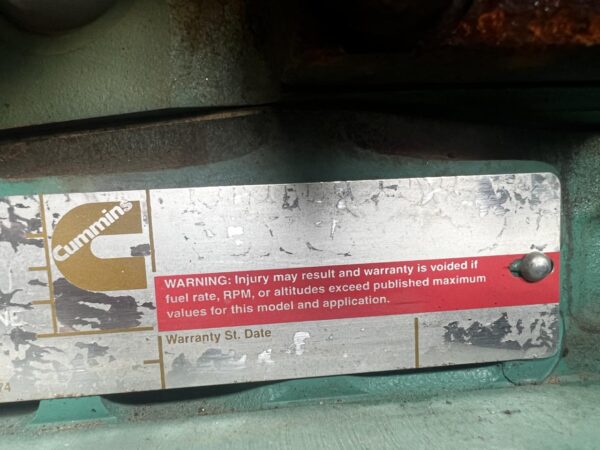 Cummins
WARNING: Injury may result and warranty is voided if
fuel rate, RPM, or altitudes exceed published maximum
values for this model and application.
Warranty St. Date
74